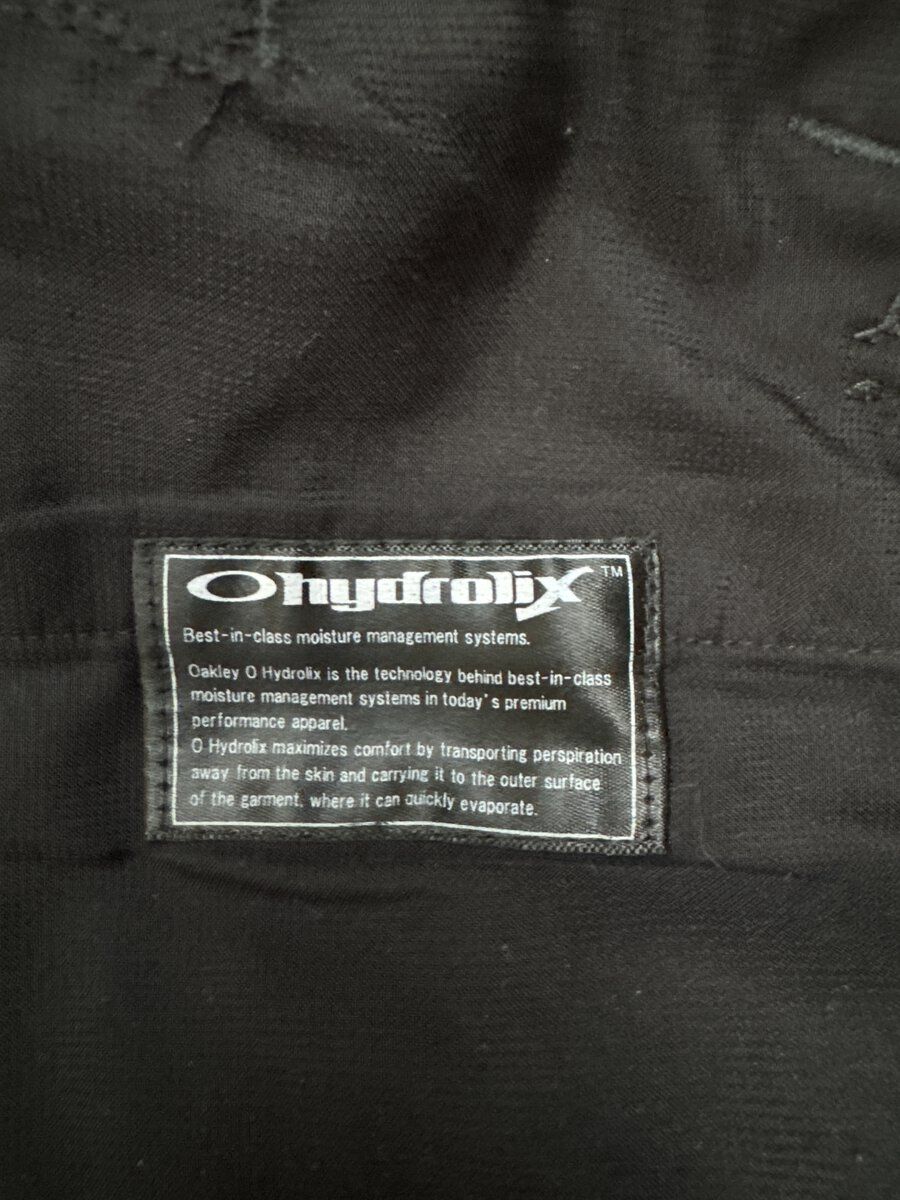 O hydrolix™
Best-in-class moisture management systems.
Oakley O Hydrolix is the technology behind best-in-class
moisture management systems in today's premium
performance apparel.
O Hydrolix maximizes comfort by transporting perspiration
away from the skin and carrying it to the outer surface
of the garment, where it can quickly evaporate.